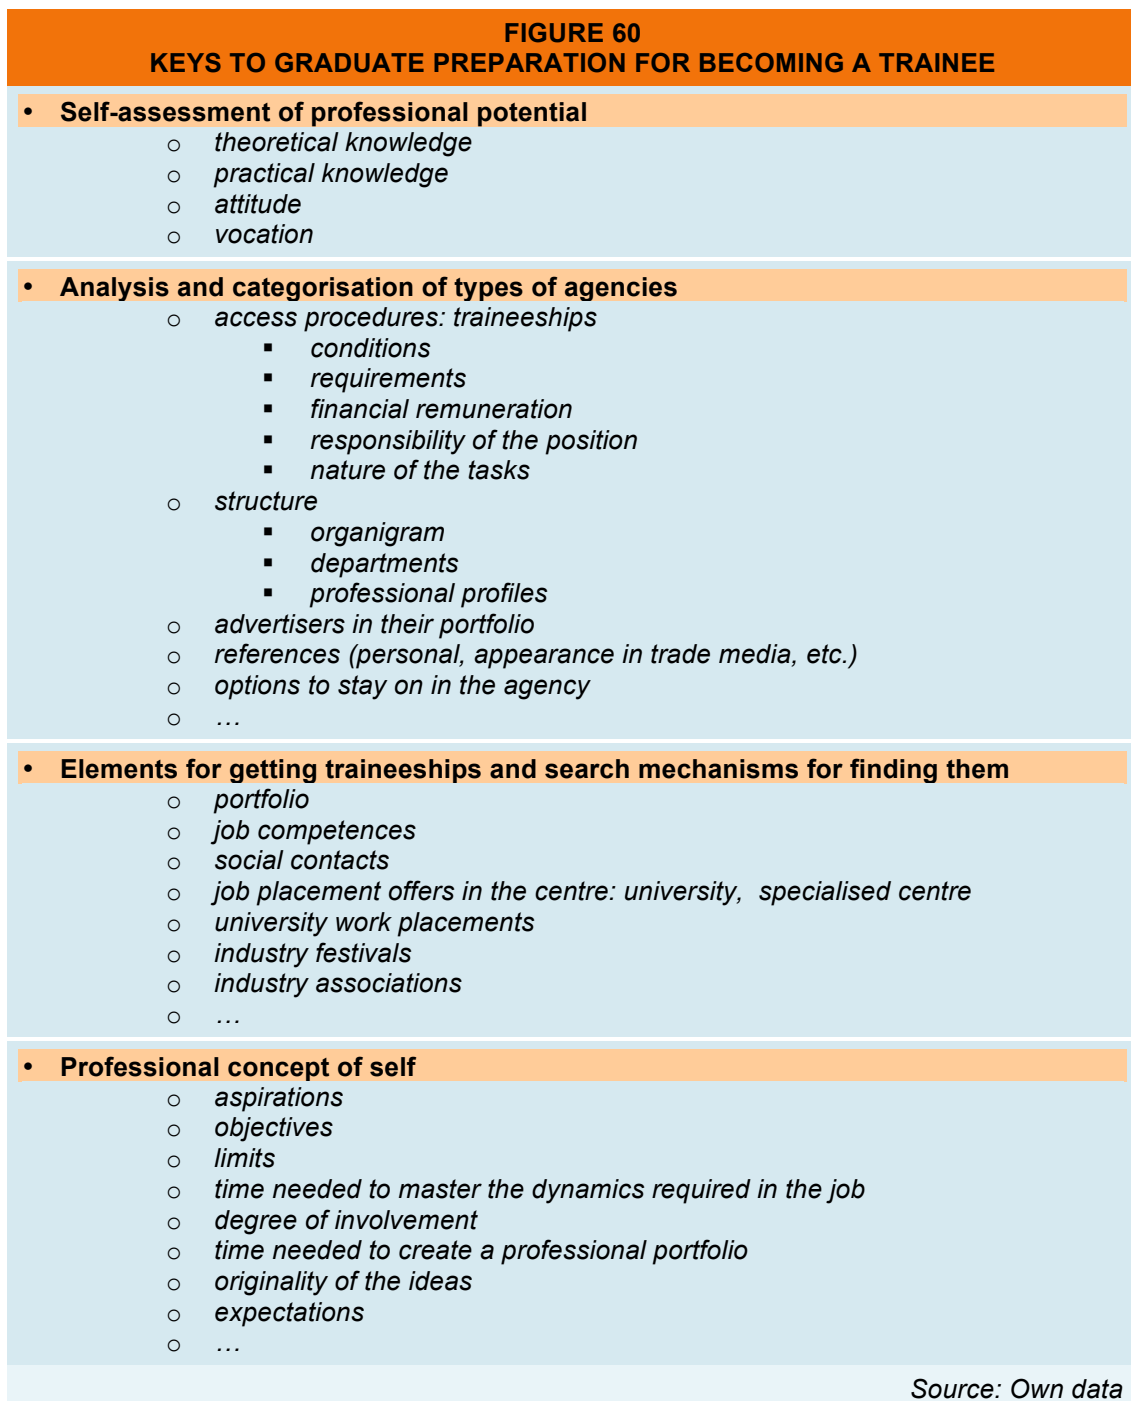 FIGURE 60
KEYS TO GRADUATE PREPARATION FOR BECOMING A TRAINEE
• Self-assessment of professional potential
o theoretical knowledge
o practical knowledge
o attitude
o vocation
• Analysis and categorisation of types of agencies
o access procedures: traineeships
▪ conditions
▪ requirements
▪ financial remuneration
▪ responsibility of the position
▪ nature of the tasks
o structure
▪ organigram
▪ departments
▪ professional profiles
o advertisers in their portfolio
o references (personal, appearance in trade media, etc.)
o options to stay on in the agency
o …
• Elements for getting traineeships and search mechanisms for finding them
o portfolio
o job competences
o social contacts
o job placement offers in the centre: university, specialised centre
o university work placements
o industry festivals
o industry associations
o …
• Professional concept of self
o aspirations
o objectives
o limits
o time needed to master the dynamics required in the job
o degree of involvement
o time needed to create a professional portfolio
o originality of the ideas
o expectations
o …
Source: Own data